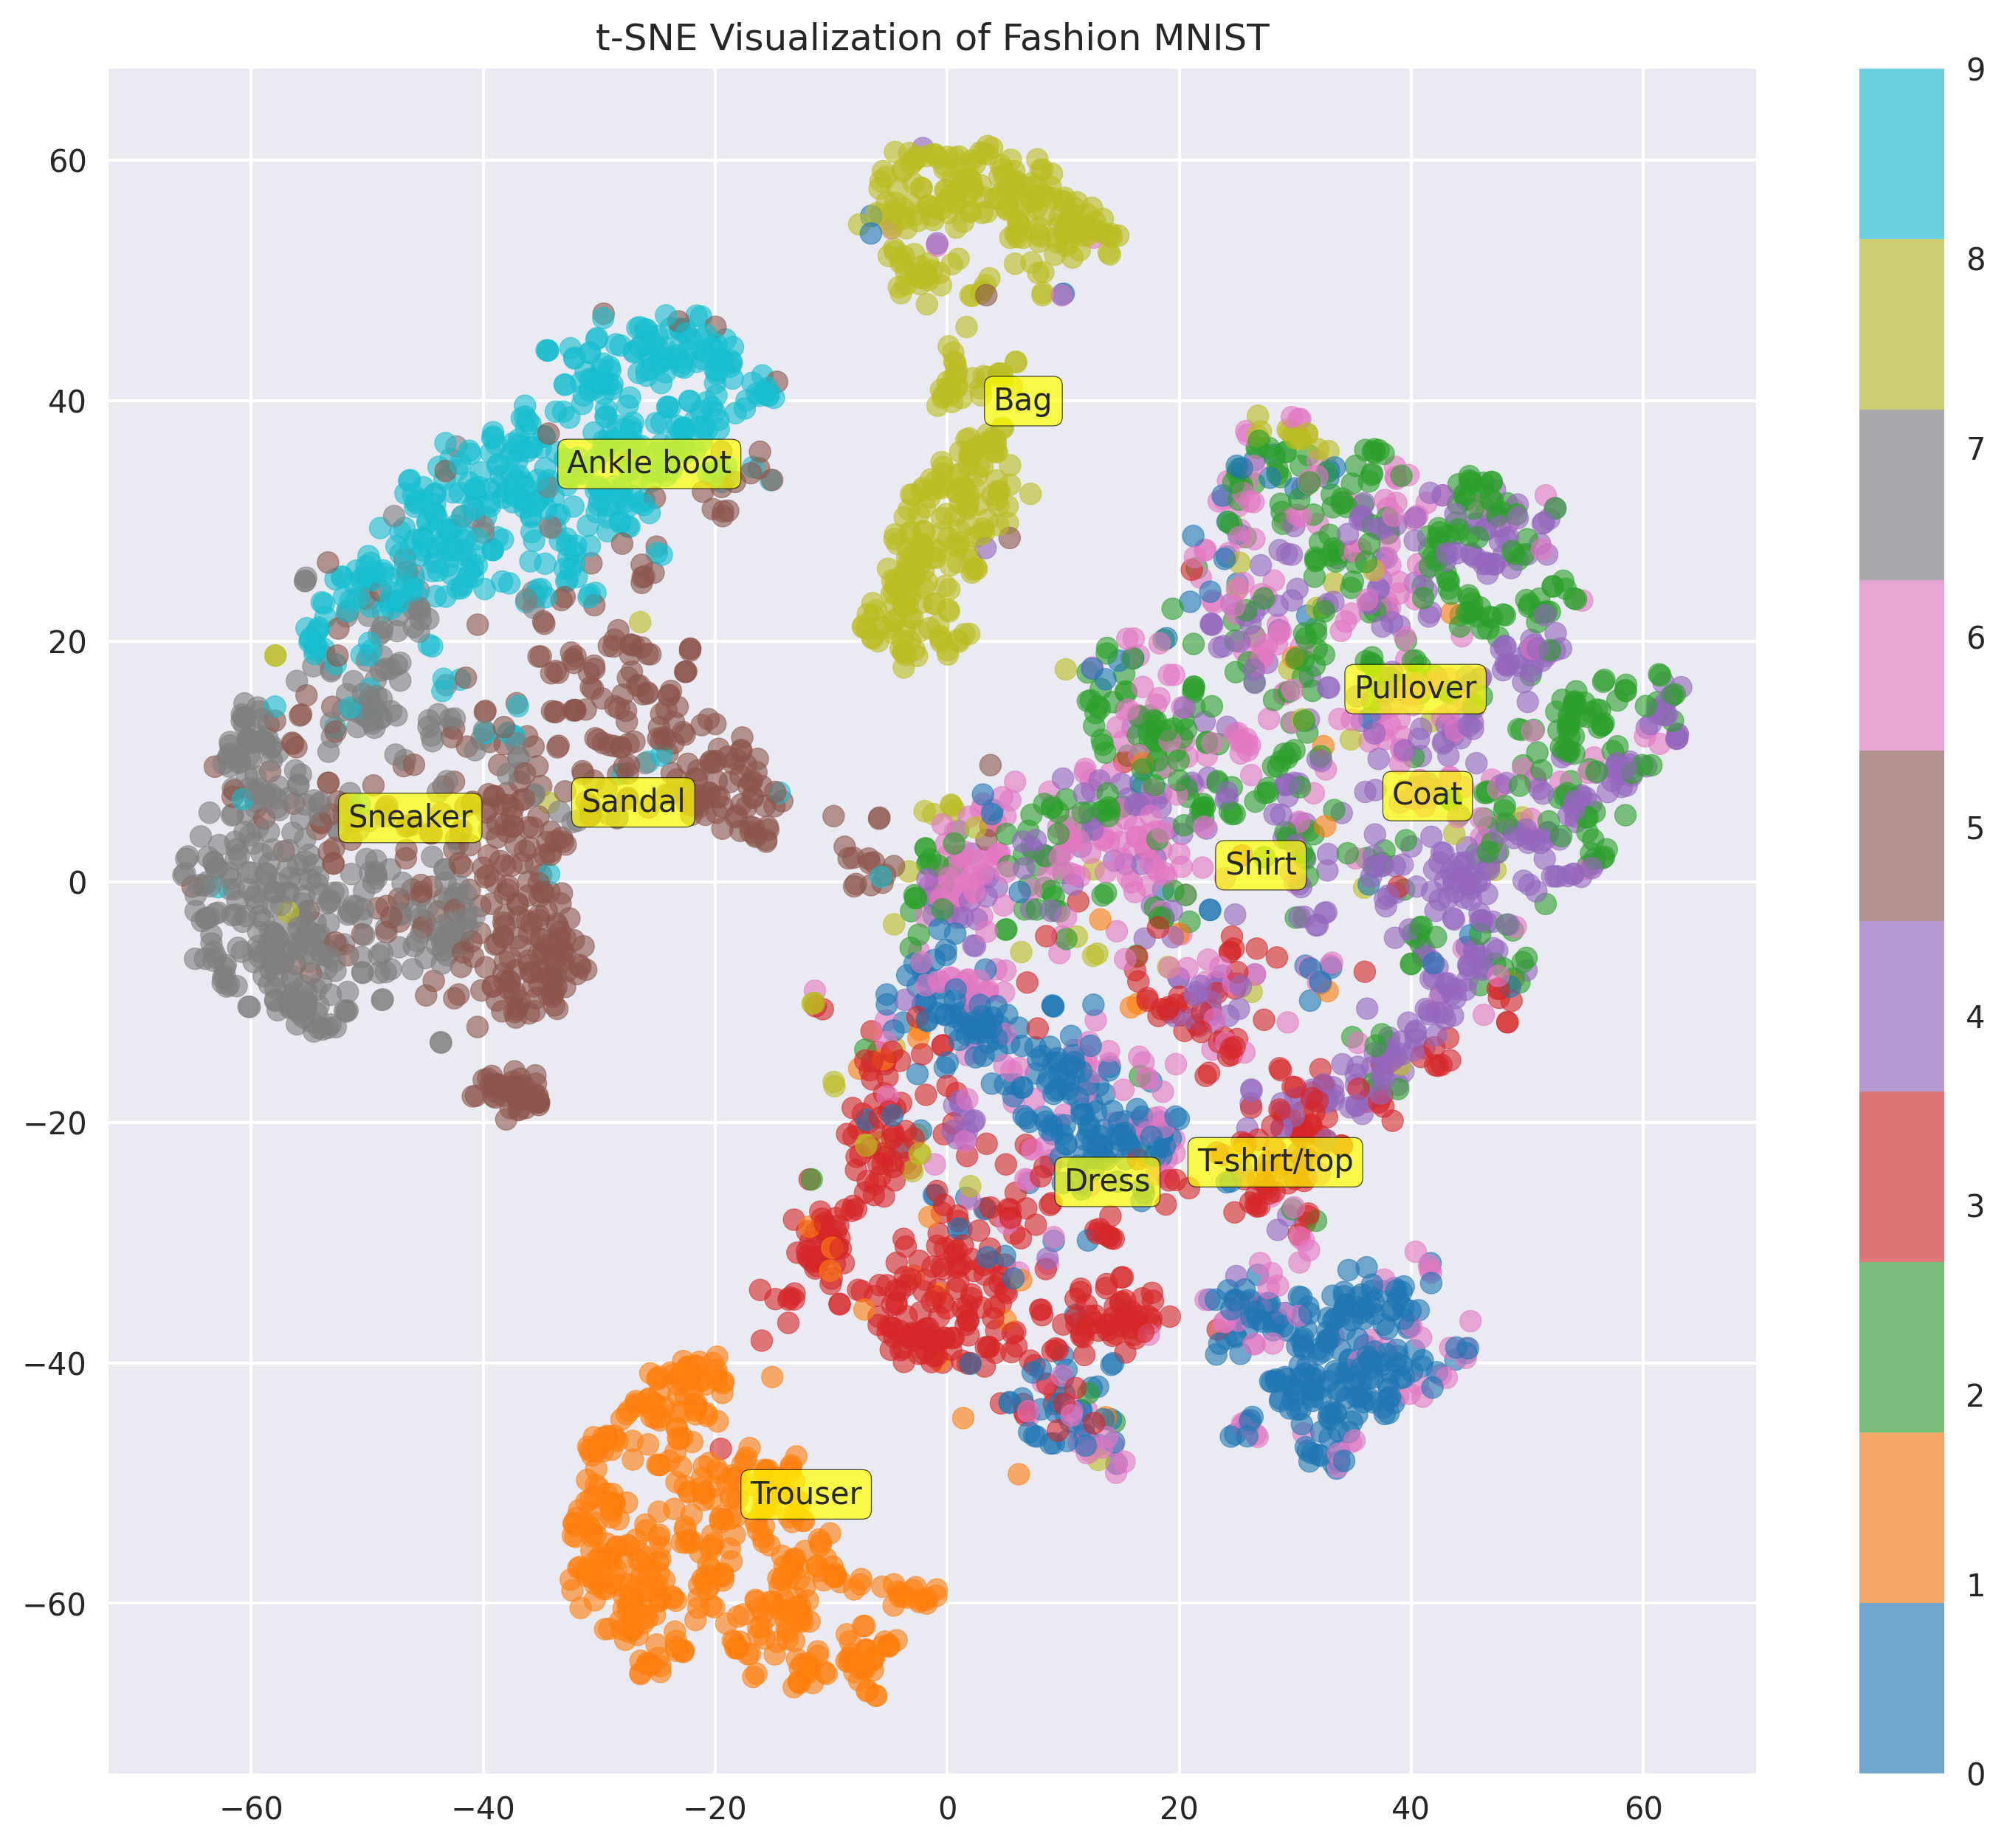 t-SNE Visualization of Fashion MNIST
60
40
20
0
−20
−40
−60
−60
−40
−20
0
20
40
60
Bag
Ankle boot
Pullover
Sneaker
Sandal
Coat
Shirt
T-shirt/top
Dress
Trouser
9
8
7
6
5
4
3
2
1
0